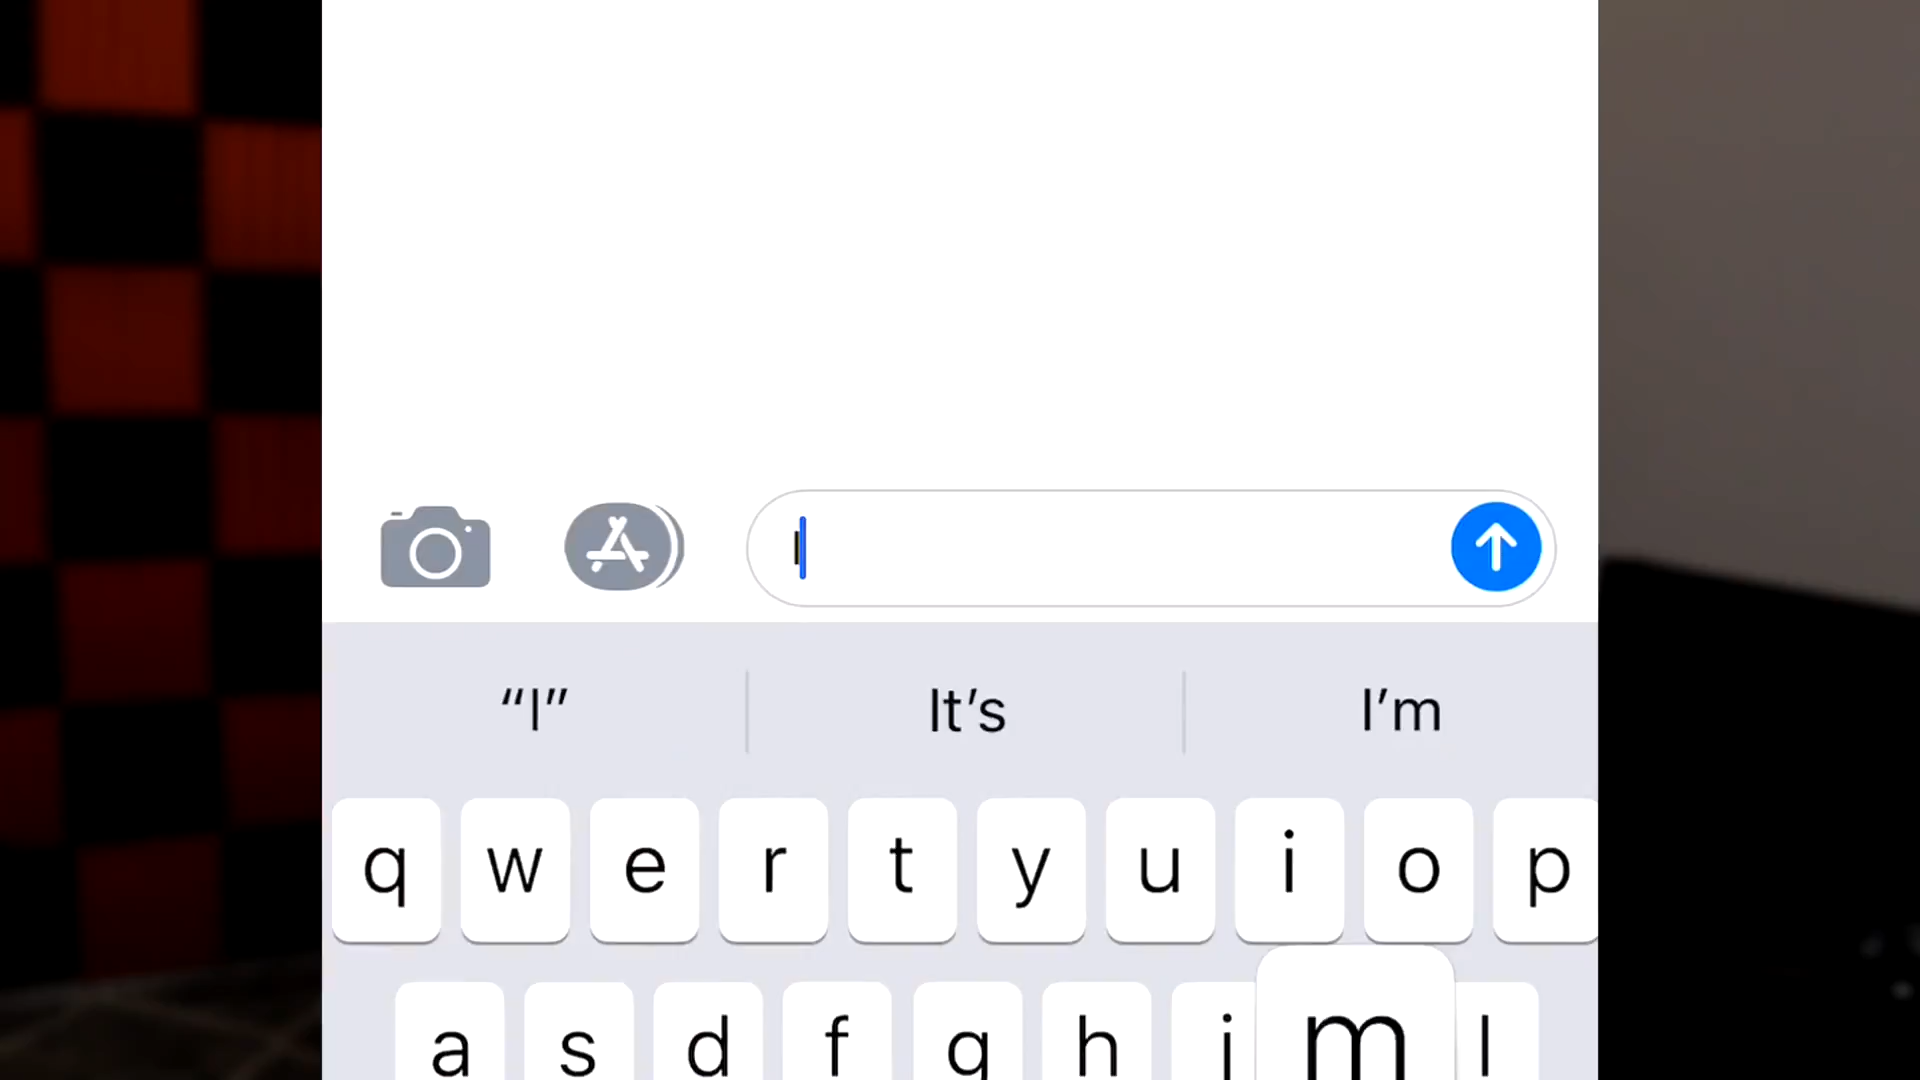 I
“I” It’s I’m
q w e r t y u i o p
a s d f g h j m l